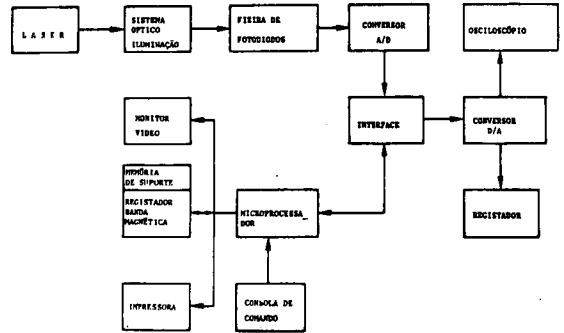 LASER
SISTEMA
OPTICO
ILUMINAÇÃO
FIEIRA DE
FOTODIODOS
CONVERSOR
A/D
OSCILOSCÓPIO
MONITOR
VIDEO
INTERFACE
CONVERSOR
D/A
MEMÓRIA
DE SUPORTE
REGISTADOR
BANDA
MAGNÉTICA
MICROPROCESSA_
DOR
REGISTADOR
IMPRESSORA
CONSOLA DE
COMANDO